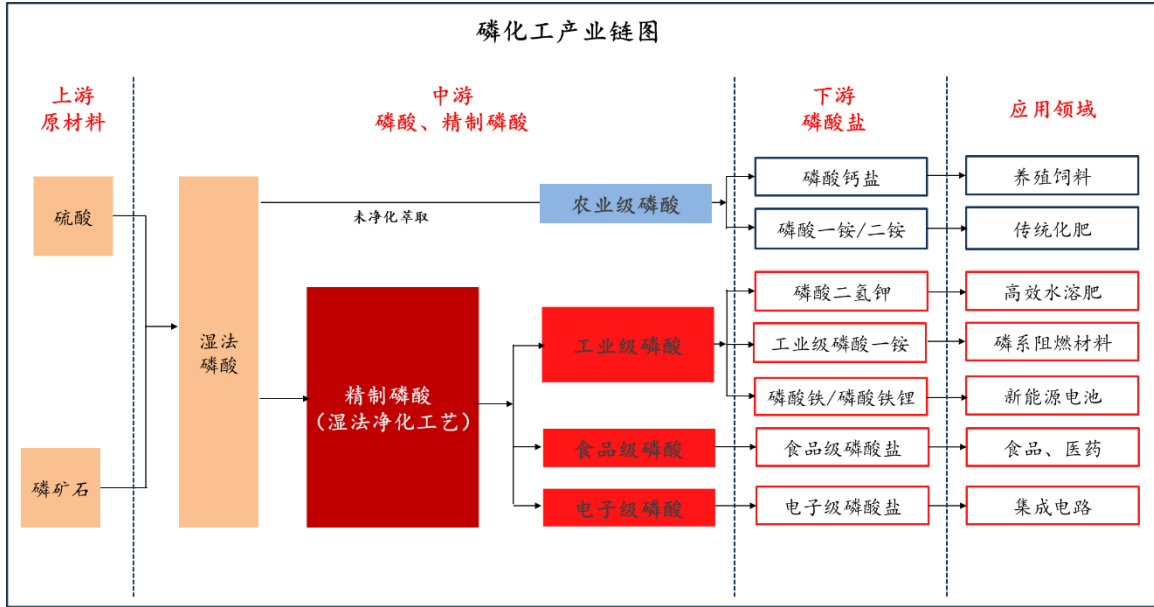 磷化工产业链图
上游
原材料
中游
磷酸、精制磷酸
下游
磷酸盐
应用领域
硫酸
磷矿石
湿法
磷酸
未净化萃取
精制磷酸
（湿法净化工艺）
农业级磷酸
工业级磷酸
食品级磷酸
电子级磷酸
磷酸钙盐
养殖饲料
磷酸一铵/二铵
传统化肥
磷酸二氢钾
高效水溶肥
工业级磷酸一铵
磷系阻燃材料
磷酸铁/磷酸铁锂
新能源电池
食品级磷酸盐
食品、医药
电子级磷酸盐
集成电路